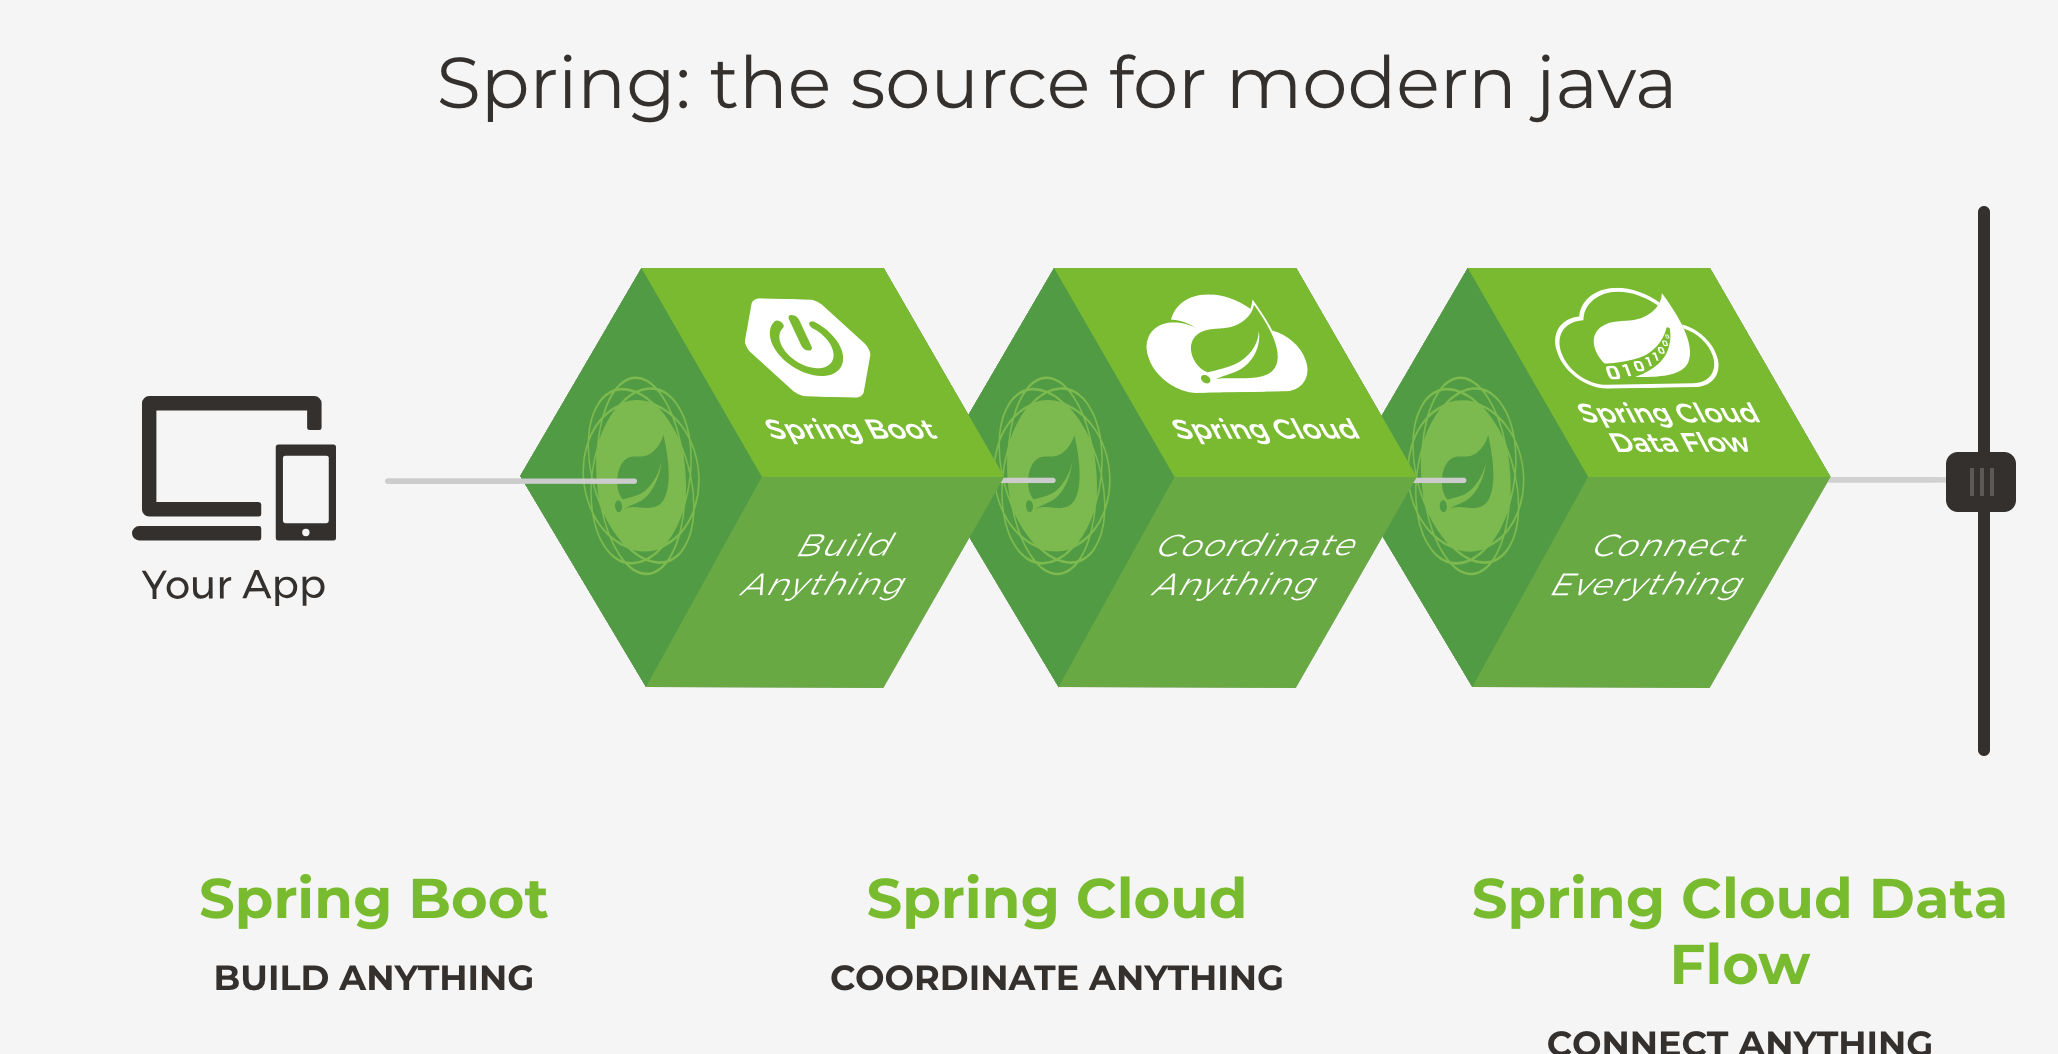 Spring: the source for modern java
Your App
Spring Boot
Build
Anything
Spring Cloud
Coordinate
Anything
Spring Cloud
Data Flow
01011001
Connect
Everything
Spring Boot
BUILD ANYTHING
Spring Cloud
COORDINATE ANYTHING
Spring Cloud Data
Flow
CONNECT ANYTHING